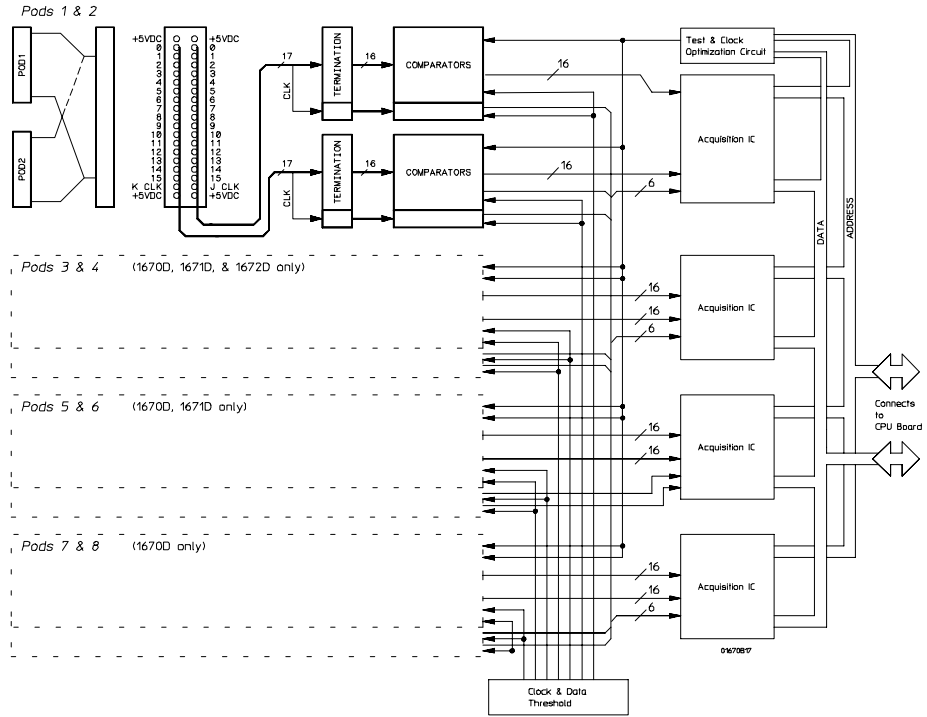 Pods 1 & 2
POD1
POD2
+5VDC +5VDC
0 0
1 1
2 2
3 3
4 4
5 5
6 6
7 7
8 8
9 9
10 10
11 11
12 12
13 13
14 14
15 15
K CLK J CLK
+5VDC +5VDC
17
CLK
TERMINATION
16
COMPARATORS
16
17
CLK
TERMINATION
16
COMPARATORS
16
6
Test & Clock
Optimization Circuit
Acquisition IC
DATA
ADDRESS
Pods 3 & 4 (1670D, 1671D, & 1672D only)
16
16
6
Acquisition IC
Connects
to
CPU Board
Pods 5 & 6 (1670D, 1671D only)
16
16
Acquisition IC
Pods 7 & 8 (1670D only)
16
16
6
Acquisition IC
01670B17
Clock & Data
Threshold